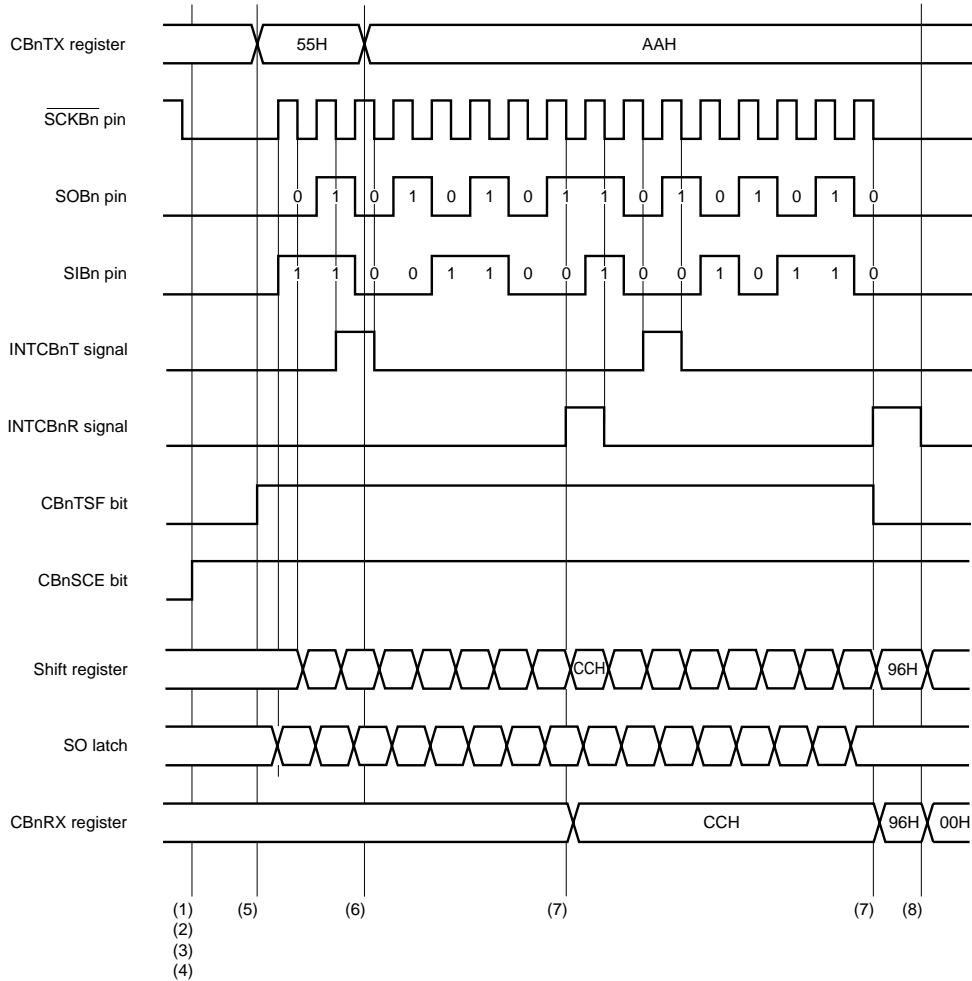 CBnTX register 55H AAH
SCKBn pin
SOBn pin 0 1 0 1 0 1 0 1 1 0 1 0 1 0 1 0
SIBn pin 1 1 0 0 1 1 0 0 1 0 0 1 0 1 1 0
INTCBnT signal
INTCBnR signal
CBnTSF bit
CBnSCE bit
Shift register CCH 96H
SO latch
CBnRX register CCH 96H 00H
(1) (5) (6) (7) (7) (8)
(2)
(3)
(4)